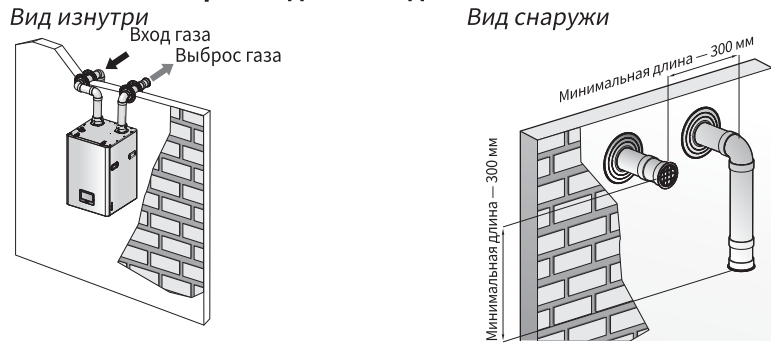 Вид изнутри
Вход газа
Выброс газа
Вид снаружи
Минимальная длина — 300 мм
Минимальная длина — 300 мм